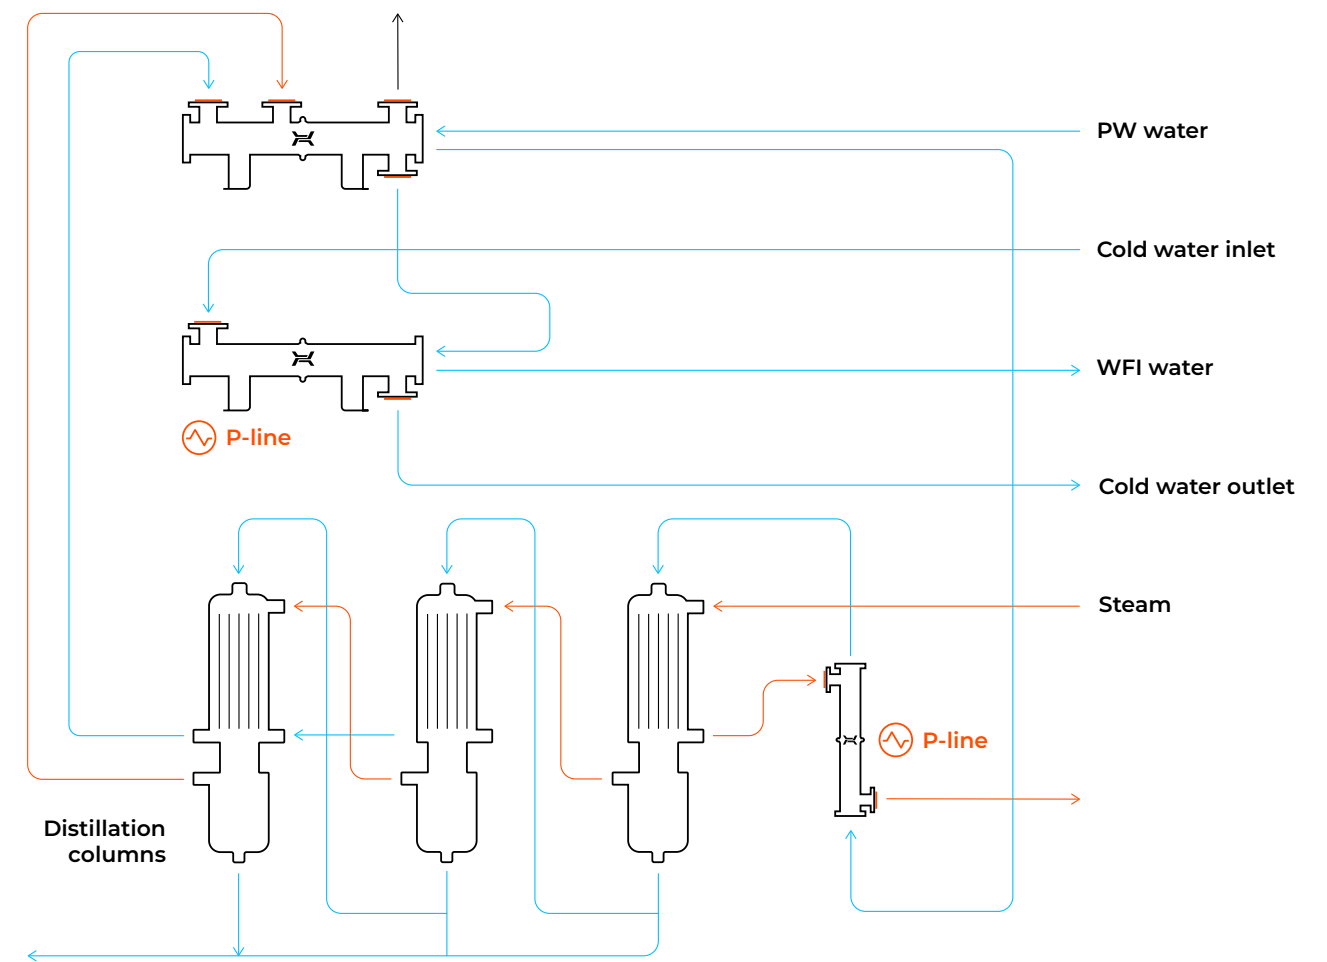 PW water
Cold water inlet
WFI water
P-line
Cold water outlet
Steam
P-line
Distillation
columns